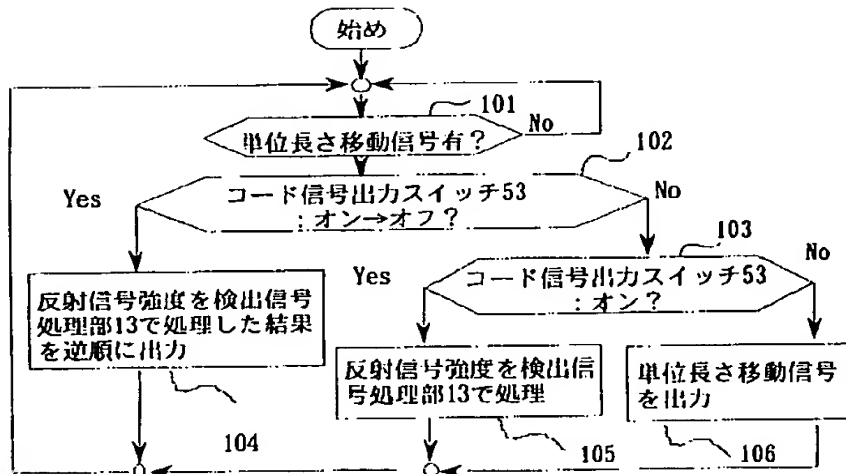 始め
101
単位長さ移動信号有？
No
102
コード信号出力スイッチ53
：オン→オフ？
Yes
No
103
コード信号出力スイッチ53
：オン？
Yes
No
反射信号強度を検出信号
処理部13で処理した結果
を逆順に出力
反射信号強度を検出信
号処理部13で処理
単位長さ移動信号
を出力
104
105
106